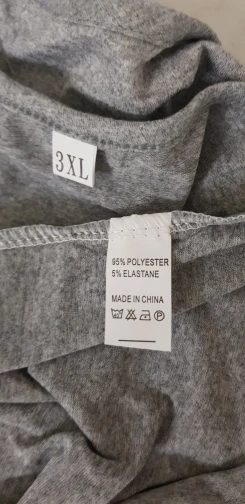 3XL
95% POLYESTER
5% ELASTANE
MADE IN CHINA